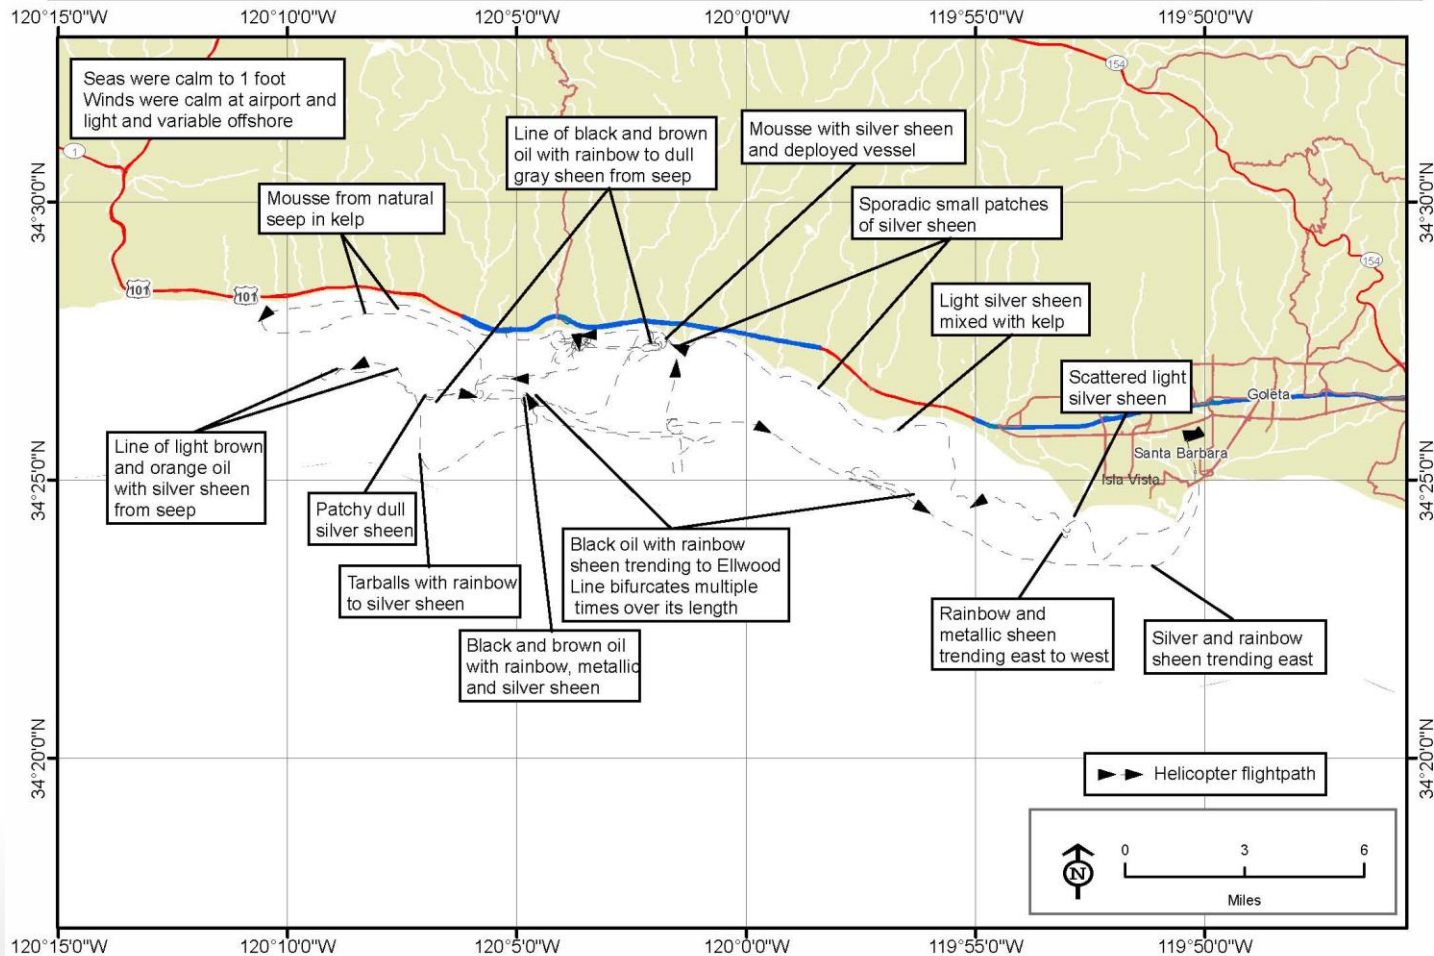 120°15'0"W
120°10'0"W
120°5'0"W
120°0'0"W
119°55'0"W
119°50'0"W
Seas were calm to 1 foot
Winds were calm at airport and
light and variable offshore
154
1
Line of black and brown
oil with rainbow to dull
gray sheen from seep
Mousse with silver sheen
and deployed vessel
Mousse from natural
seep in kelp
Sporadic small patches
of silver sheen
34°30'0"N
34°30'0"N
154
101
101
Light silver sheen
mixed with kelp
Scattered light
silver sheen
Goleta
Santa Barbara
Isla Vista
Line of light brown
and orange oil
with silver sheen
from seep
34°25'0"N
34°25'0"N
Patchy dull
silver sheen
Tarballs with rainbow
to silver sheen
Black oil with rainbow
sheen trending to Ellwood
Line bifurcates multiple
times over its length
Black and brown oil
with rainbow, metallic
and silver sheen
Rainbow and
metallic sheen
trending east to west
Silver and rainbow
sheen trending east
34°20'0"N
34°20'0"N
Helicopter flightpath
N
0 3 6
Miles
120°15'0"W
120°10'0"W
120°5'0"W
120°0'0"W
119°55'0"W
119°50'0"W